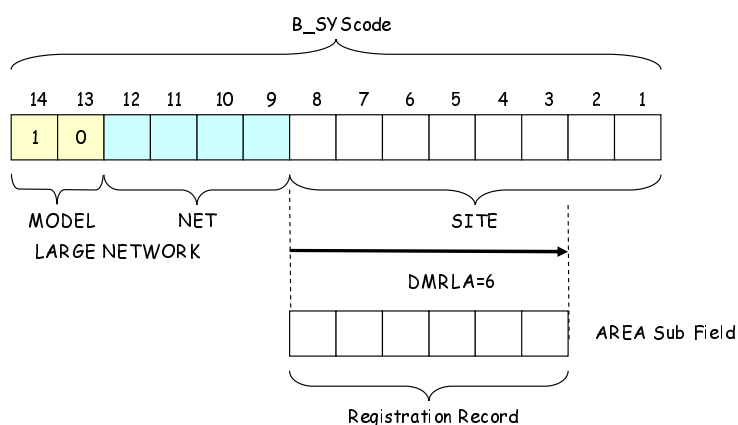 B_SYScode
14 13 12 11 10 9 8 7 6 5 4 3 2 1
1 0
MODEL NET SITE
LARGE NETWORK
DMRLA=6
AREA Sub Field
Registration Record